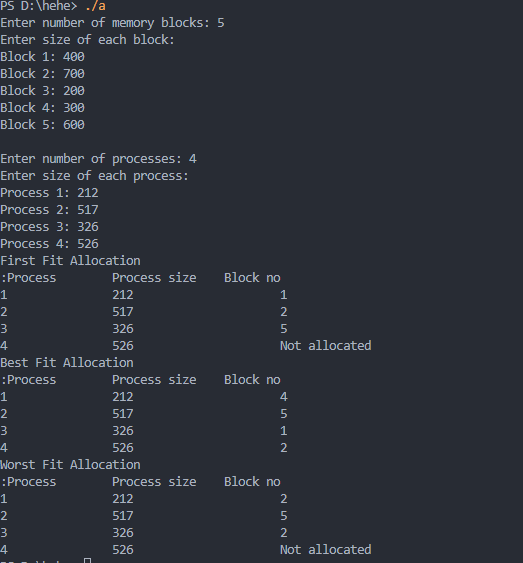 PS D:\hehe> ./a
Enter number of memory blocks: 5
Enter size of each block:
Block 1: 400
Block 2: 700
Block 3: 200
Block 4: 300
Block 5: 600
Enter number of processes: 4
Enter size of each process:
Process 1: 212
Process 2: 517
Process 3: 326
Process 4: 526
First Fit Allocation
:Process Process size Block no
1 212 1
2 517 2
3 326 5
4 526 Not allocated
Best Fit Allocation
:Process Process size Block no
1 212 4
2 517 5
3 326 1
4 526 2
Worst Fit Allocation
:Process Process size Block no
1 212 2
2 517 5
3 326 2
4 526 Not allocated